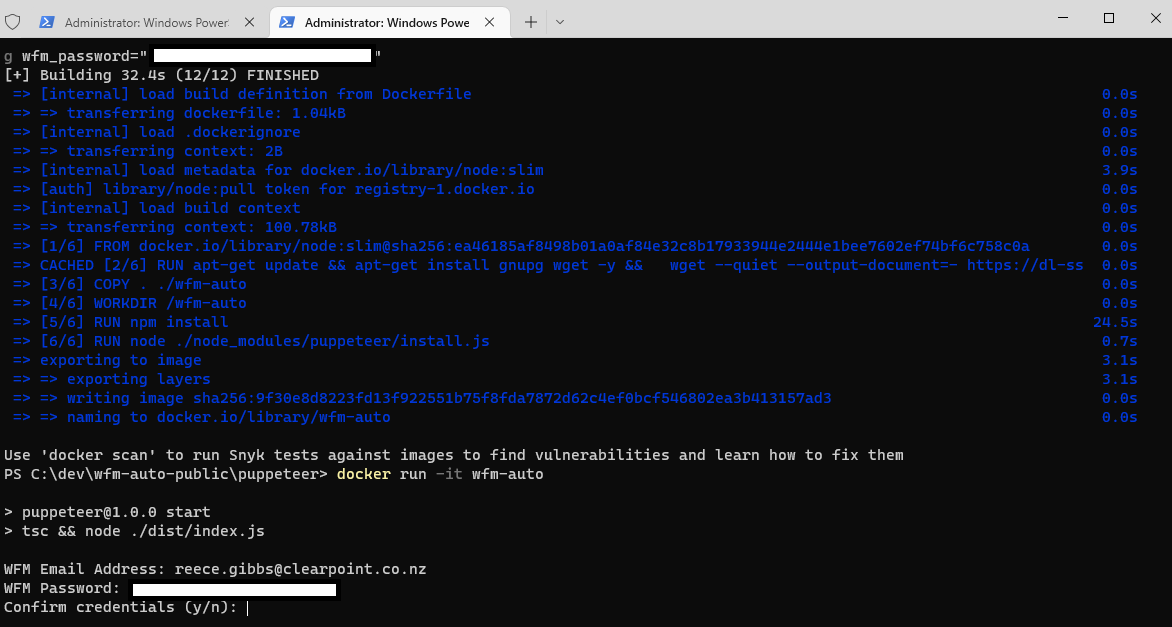 Administrator: Windows Power
Administrator: Windows Powe
g wfm_password=" "
[+] Building 32.4s (12/12) FINISHED
=> [internal] load build definition from Dockerfile 0.0s
=> => transferring dockerfile: 1.04kB 0.0s
=> [internal] load .dockerignore 0.0s
=> => transferring context: 2B 0.0s
=> [internal] load metadata for docker.io/library/node:slim 3.9s
=> [auth] library/node:pull token for registry-1.docker.io 0.0s
=> [internal] load build context 0.0s
=> => transferring context: 100.78kB 0.0s
=> [1/6] FROM docker.io/library/node:slim@sha256:ea46185af8498b01a0af84e32c8b17933944e2444e1bee7602ef74bf6c758c0a 0.0s
=> CACHED [2/6] RUN apt-get update && apt-get install gnupg wget -y &&   wget --quiet --output-document=- https://dl-ss 0.0s
=> [3/6] COPY . ./wfm-auto 0.0s
=> [4/6] WORKDIR /wfm-auto 0.0s
=> [5/6] RUN npm install 24.5s
=> [6/6] RUN node ./node_modules/puppeteer/install.js 0.7s
=> exporting to image 3.1s
=> => exporting layers 3.1s
=> => writing image sha256:9f30e8d8223fd13f922551b75f8fda7872d62c4ef0bcf546802ea3b413157ad3 0.0s
=> => naming to docker.io/library/wfm-auto 0.0s
Use 'docker scan' to run Snyk tests against images to find vulnerabilities and learn how to fix them
PS C:\dev\wfm-auto-public\puppeteer> docker run -it wfm-auto
> puppeteer@1.0.0 start
> tsc && node ./dist/index.js
WFM Email Address: reece.gibbs@clearpoint.co.nz
WFM Password:
Confirm credentials (y/n):